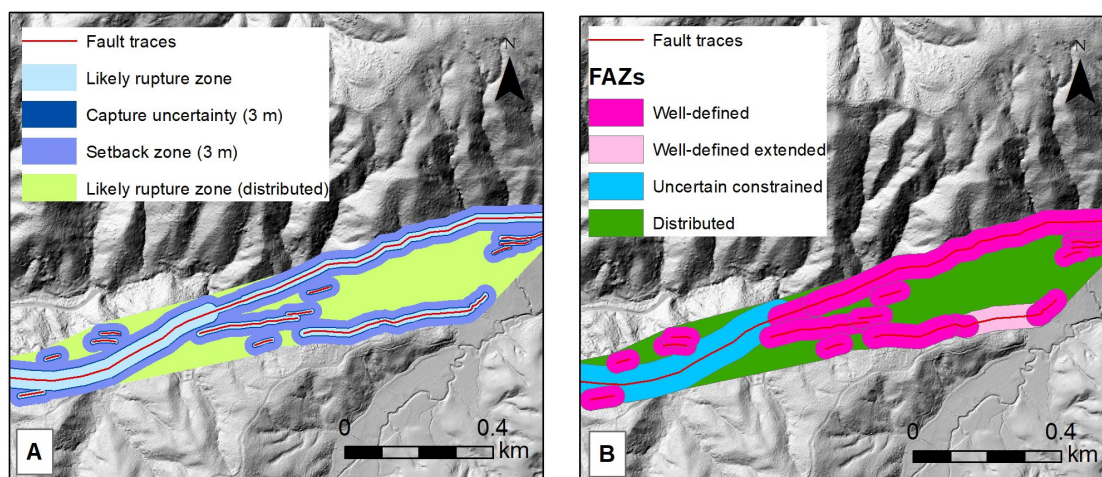 Fault traces
Likely rupture zone
Capture uncertainty (3 m)
Setback zone (3 m)
Likely rupture zone (distributed)
N
A
0
0.4
km
Fault traces
FAZs
Well-defined
Well-defined extended
Uncertain constrained
Distributed
N
B
0
0.4
km